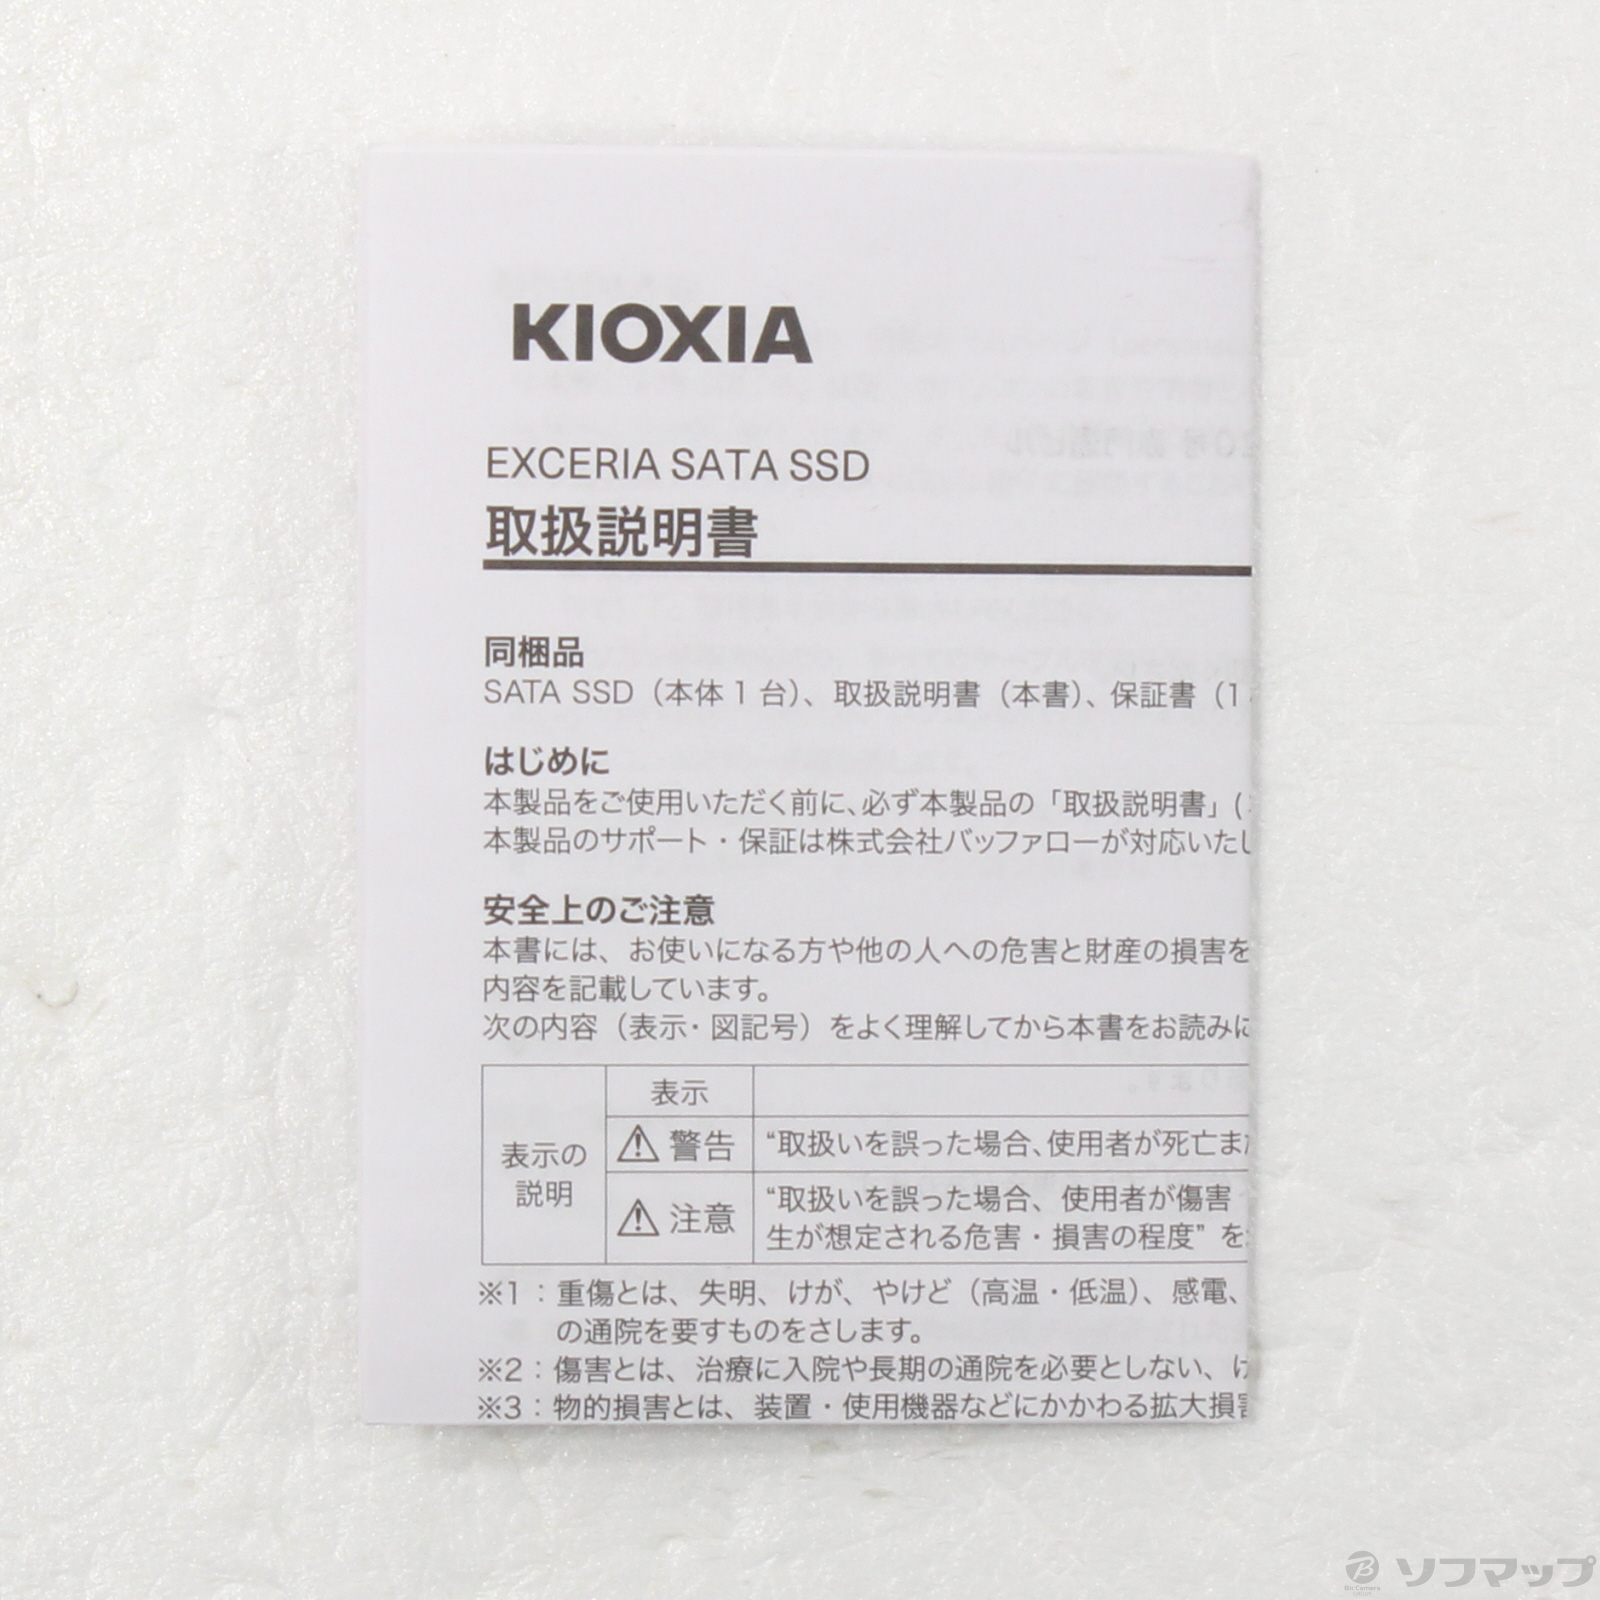 KIOXIA
EXCERIA SATA SSD
取扱説明書
同梱品
SATA SSD（本体 1 台）、取扱説明書（本書）、保証書（1
はじめに
本製品をご使用いただく前に、必ず本製品の「取扱説明書」(
本製品のサポート・保証は株式会社バッファローが対応いたし
安全上のご注意
本書には、お使いになる方や他の人への危害と財産の損害を
内容を記載しています。
次の内容（表示・図記号）をよく理解してから本書をお読みに
表示
表示の
説明
⚠ 警告
“取扱いを誤った場合、使用者が死亡ま
⚠ 注意
“取扱いを誤った場合、使用者が傷害
生が想定される危害・損害の程度” を
※1：重傷とは、失明、けが、やけど（高温・低温）、感電、
の通院を要すものをさします。
※2：傷害とは、治療に入院や長期の通院を必要としない、け
※3：物的損害とは、装置・使用機器などにかかわる拡大損害
Bic Camera
ソフマップ